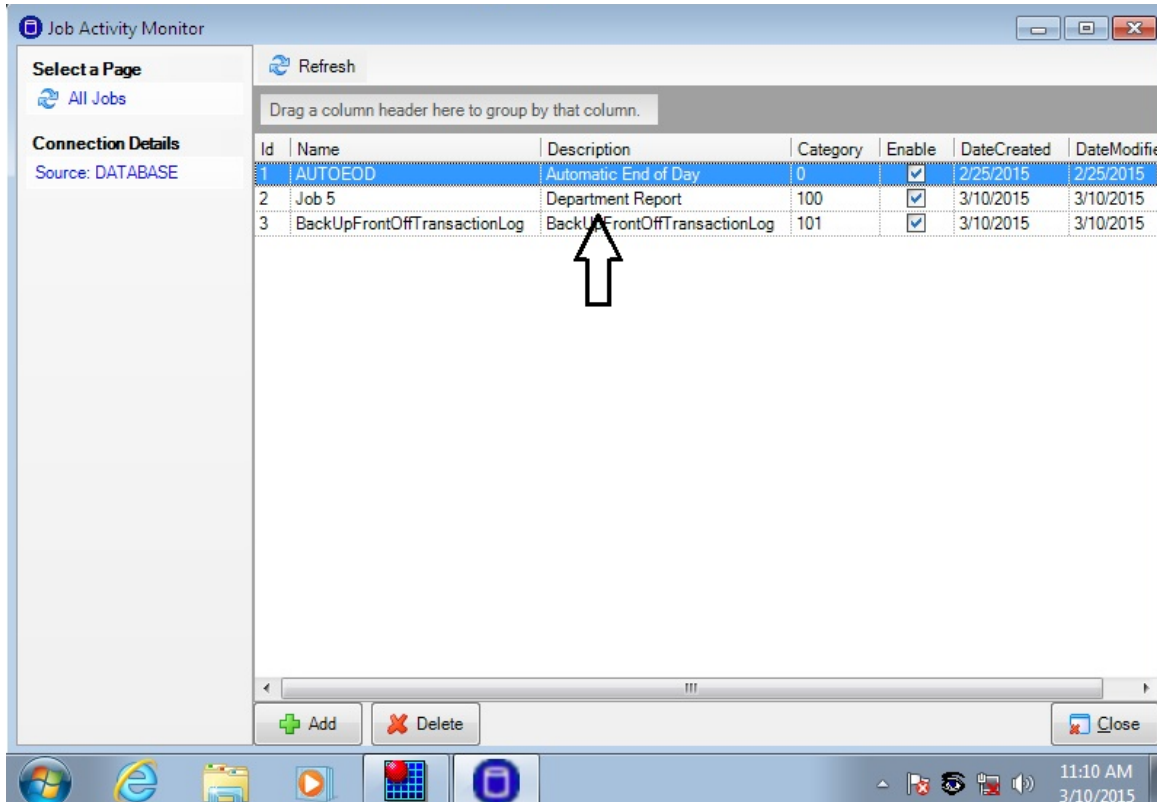 Job Activity Monitor
Select a Page
All Jobs
Connection Details
Source: DATABASE
Refresh
Drag a column header here to group by that column.
Id Name Description Category Enable DateCreated DateModifie
1 AUTOEOD Automatic End of Day 0 2/25/2015 2/25/2015
2 Job 5 Department Report 100 3/10/2015 3/10/2015
3 BackUpFrontOffTransactionLog BackUpFrontOffTransactionLog 101 3/10/2015 3/10/2015
Add Delete Close
11:10 AM
3/10/2015